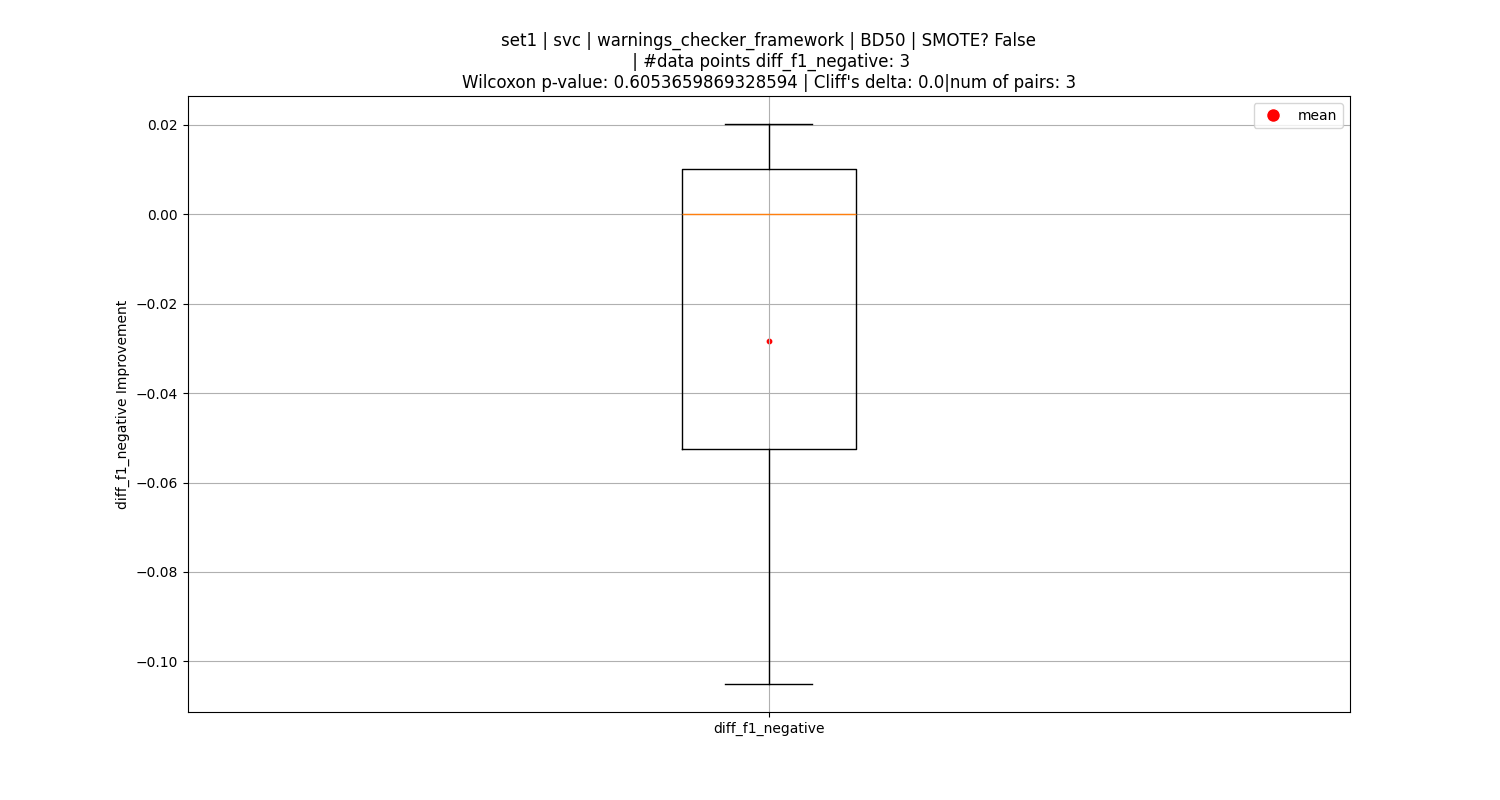 set1 | svc | warnings_checker_framework | BD50 | SMOTE? False
| #data points diff_f1_negative: 3
Wilcoxon p-value: 0.6053659869328594 | Cliff's delta: 0.0|num of pairs: 3
mean
0.02
0.00
−0.02
−0.04
−0.06
−0.08
−0.10
diff_f1_negative Improvement
diff_f1_negative